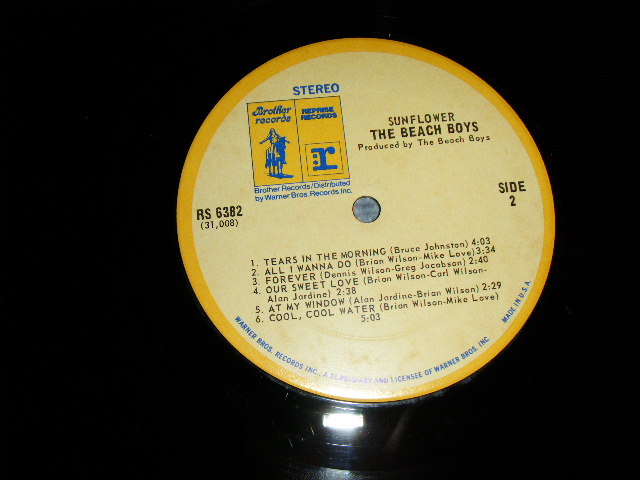 STEREO
Brother
records
REPRISE
RECORDS
:r
Brother Records/Distributed
by Warner Bros. Records Inc.
SUNFLOWER
THE BEACH BOYS
Produced by The Beach Boys
RS 6382
(31,008)
SIDE
2
1. TEARS IN THE MORNING (Bruce Johnston) 4:03
2. ALL I WANNA DO (Brian Wilson-Mike Love) 3:34
3. FOREVER (Dennis Wilson-Greg Jacobson) 2:40
4. OUR SWEET LOVE (Brian Wilson-Carl Wilson-
Alan Jardine) 2:38
5. AT MY WINDOW (Alan Jardine-Brian Wilson) 2:29
6. COOL, COOL WATER (Brian Wilson-Mike Love)
5:03
WARNER BROS. RECORDS INC., A SUBSIDIARY AND LICENSEE OF WARNER BROS. INC.
MADE IN U.S.A.